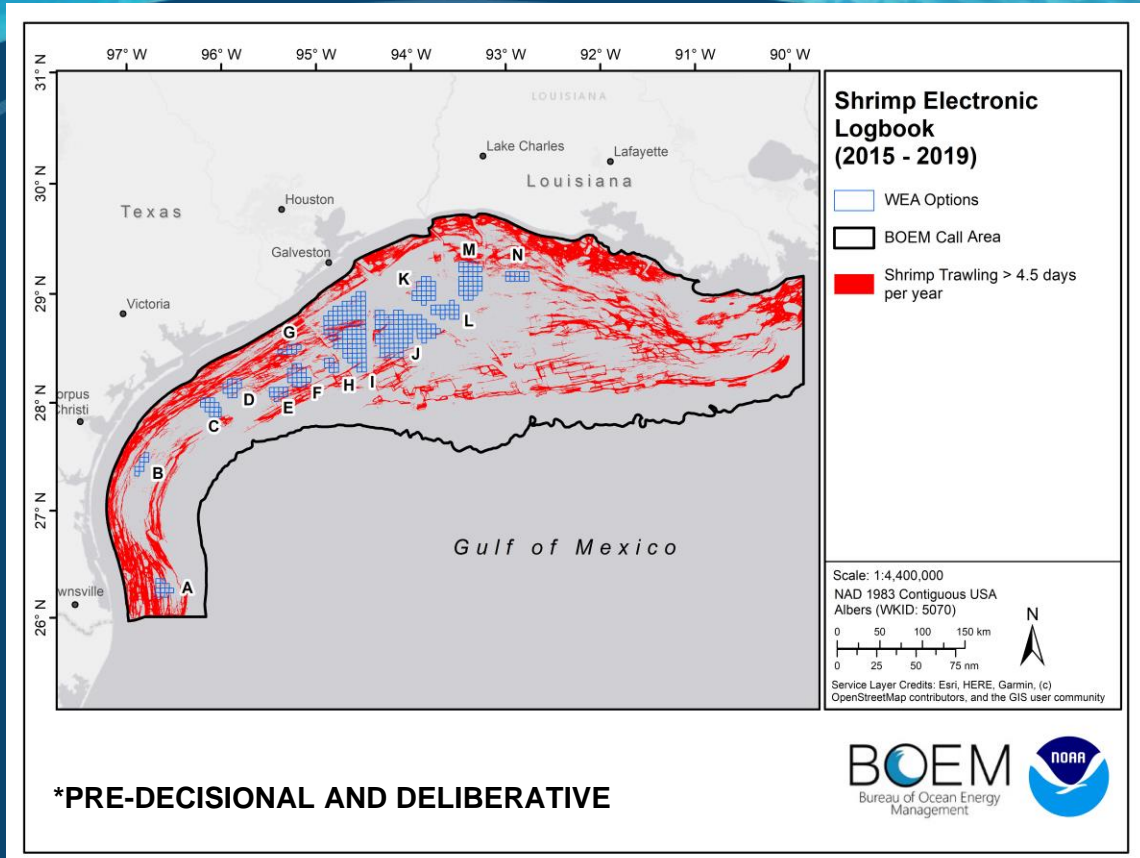 97° W 96° W 95° W 94° W 93° W 92° W 91° W 90° W
31° N
30° N
29° N
28° N
27° N
26° N
LOUISIANA
Lake Charles
Lafayette
Louisiana
Houston
Texas
Galveston
Victoria
orpus
Christi
wnsville
M
N
K
L
G
J
H
I
F
E
D
C
B
A
Gulf of Mexico
Shrimp Electronic
Logbook
(2015 - 2019)
WEA Options
BOEM Call Area
Shrimp Trawling > 4.5 days
per year
Scale: 1:4,400,000
NAD 1983 Contiguous USA
Albers (WKID: 5070)
N
0 50 100 150 km
0 25 50 75 nm
Service Layer Credits: Esri, HERE, Garmin, (c)
OpenStreetMap contributors, and the GIS user community
*PRE-DECISIONAL AND DELIBERATIVE
BOEM
Bureau of Ocean Energy
Management
NOAA